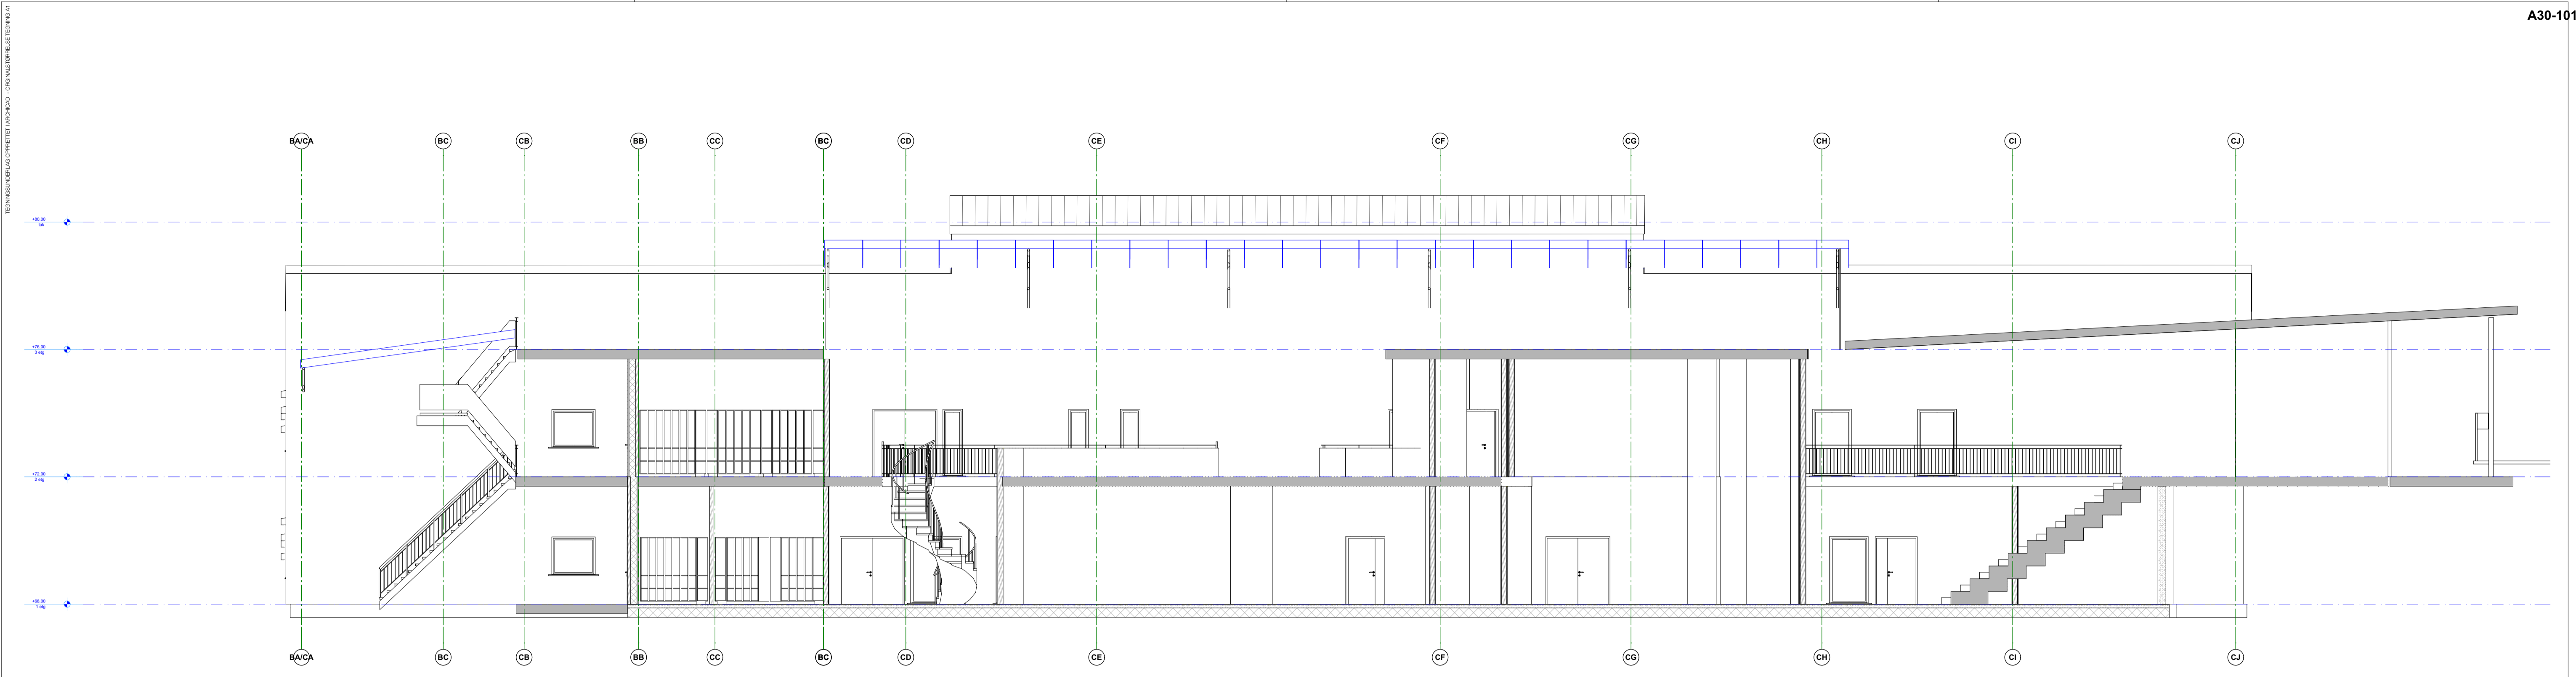 A30-101
TEGNINGSUNDERLAG OPPRETTET I ARCHICAD - ORIGINALSTØRRELSE TEGNING A1
BA/CA BC CB BB CC BC CD CE CF CG CH CI CJ
+80,00
tak
+76,00
3 etg
+72,00
2 etg
+68,00
1 etg
BA/CA BC CB BB CC BC CD CE CF CG CH CI CJ